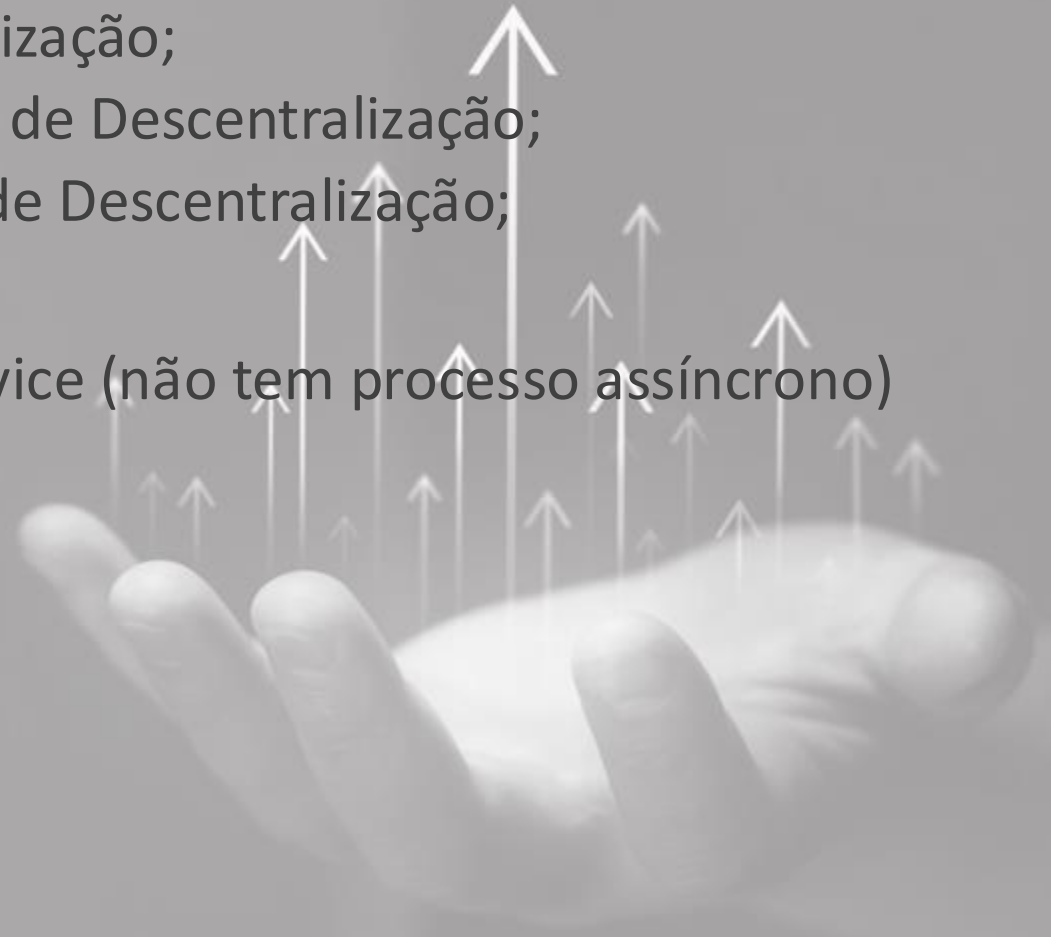 ização;
de Descentralização;
de Descentralização;
vice (não tem processo assíncrono)